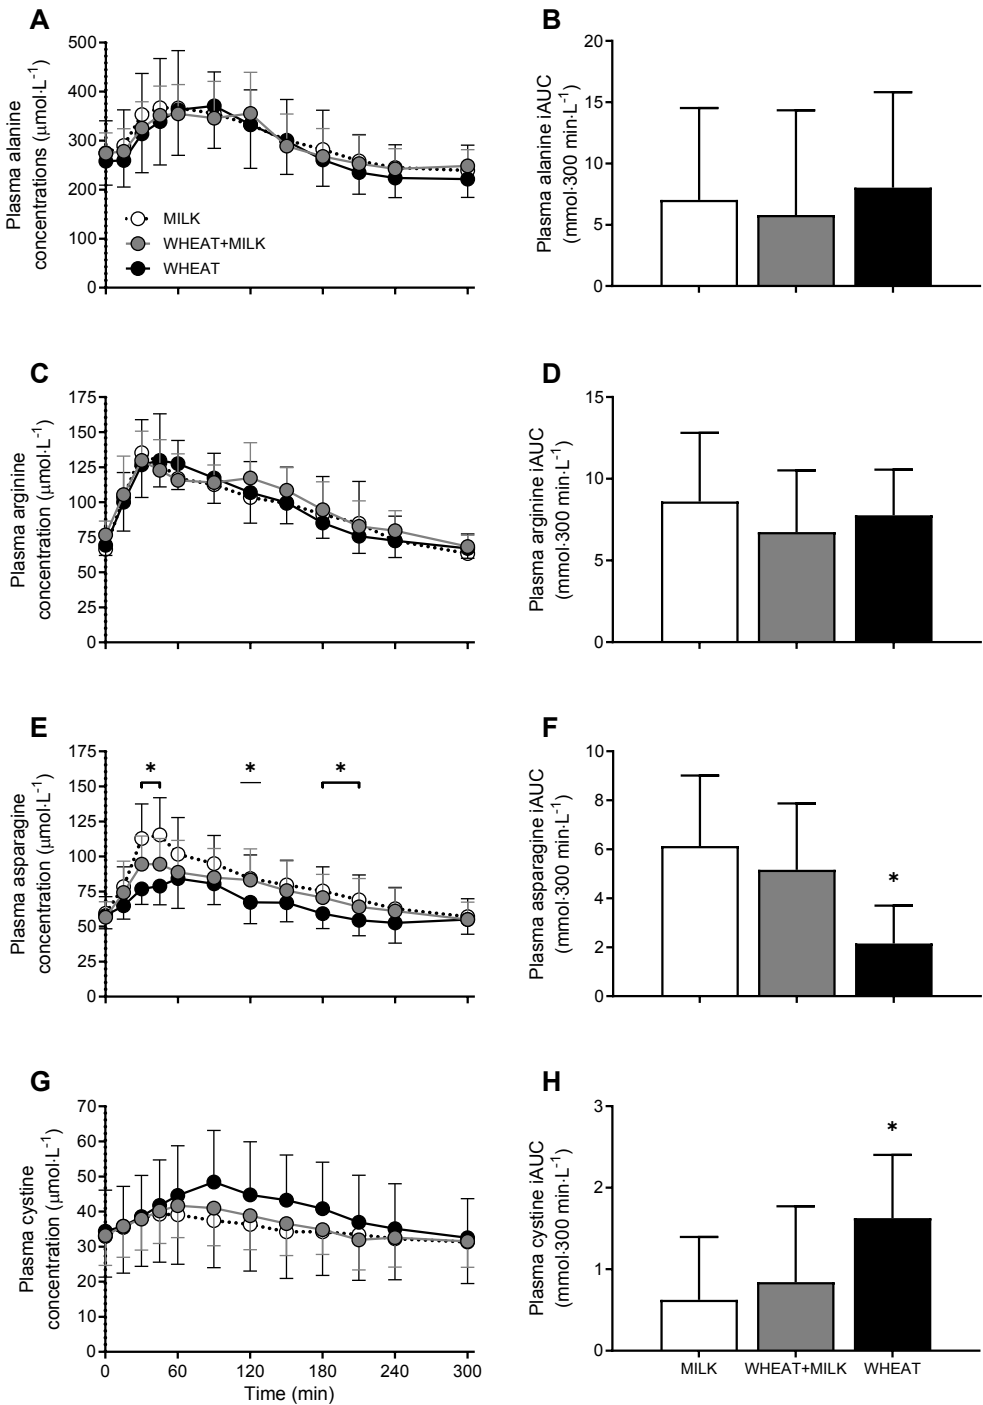 A
Plasma alanine
concentrations (μmol·L⁻¹)
500
400
300
200
100
0
MILK
WHEAT+MILK
WHEAT
B
Plasma alanine iAUC
(mmol·300 min·L⁻¹)
20
15
10
5
0
C
Plasma arginine
concentration (μmol·L⁻¹)
175
150
125
100
75
50
25
0
D
Plasma arginine iAUC
(mmol·300 min·L⁻¹)
15
10
5
0
E
Plasma asparagine
concentration (μmol·L⁻¹)
175
150
125
100
75
50
25
0
* * *
F
Plasma asparagine iAUC
(mmol·300 min·L⁻¹)
10
8
6
4
2
0
*
G
Plasma cystine
concentration (μmol·L⁻¹)
70
60
50
40
30
20
10
0
0 60 120 180 240 300
Time (min)
H
Plasma cystine iAUC
(mmol·300 min·L⁻¹)
3
2
1
0
*
MILK WHEAT+MILK WHEAT